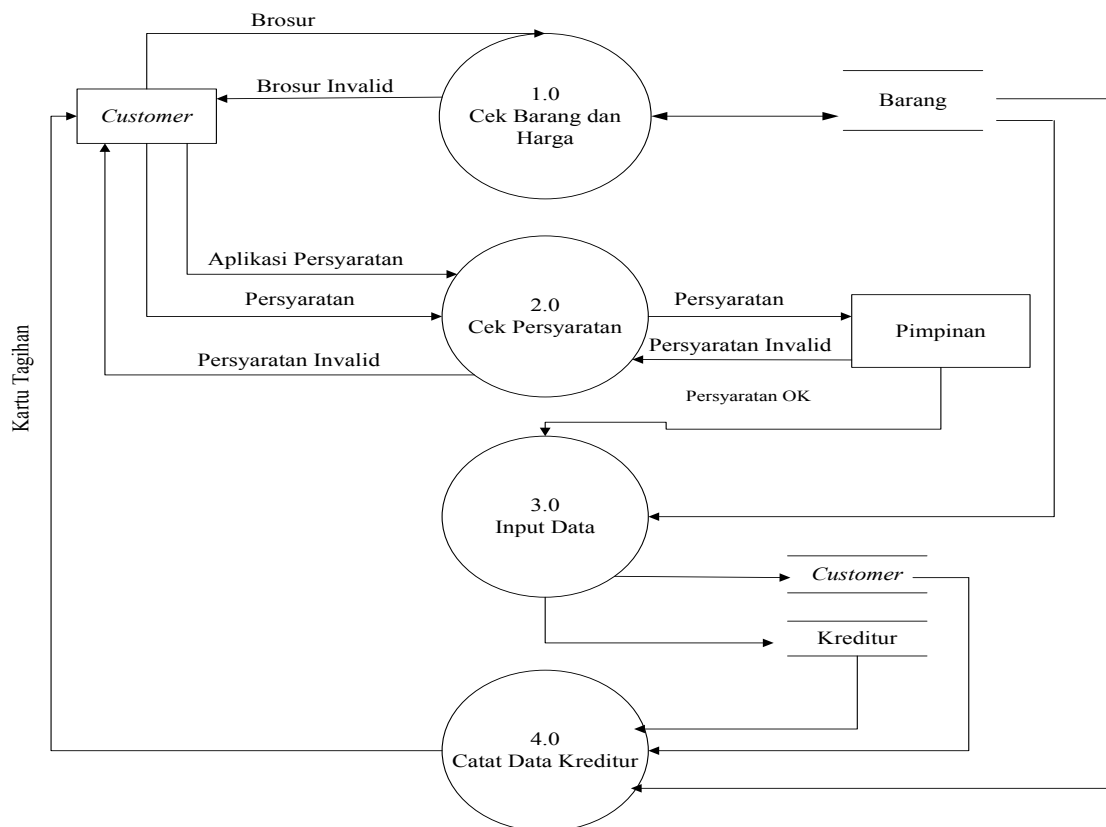 Brosur
Brosur Invalid
Customer
1.0
Cek Barang dan
Harga
Barang
Aplikasi Persyaratan
Persyaratan
Persyaratan Invalid
2.0
Cek Persyaratan
Persyaratan
Persyaratan Invalid
Pimpinan
Persyaratan OK
Kartu Tagihan
3.0
Input Data
Customer
Kreditur
4.0
Catat Data Kreditur